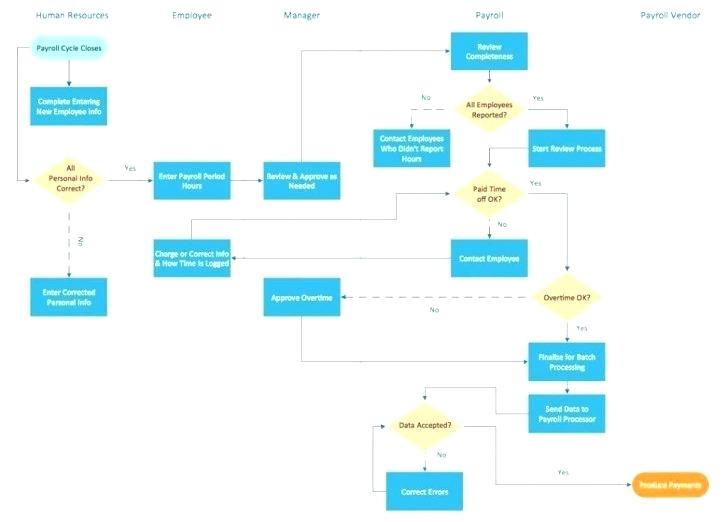 Human Resources
Employee
Manager
Payroll
Payroll Vendor
Payroll Cycle Closes
Review
Completeness
Complete Entering
New Employee Info
No
All Employees
Reported?
Yes
Contact Employees
Who Didn't Report
Hours
Start Review Process
All
Personal Info
Correct?
Yes
Enter Payroll Period
Hours
Review & Approve as
Needed
Paid Time
off OK?
Yes
No
No
Charge or Correct Info
& How Time is Logged
Contact Employee
Enter Corrected
Personal Info
Approve Overtime
No
Overtime OK?
Yes
Finalize for Batch
Processing
Send Data to
Payroll Processor
Data Accepted?
No
Yes
Correct Errors
Produce Payments